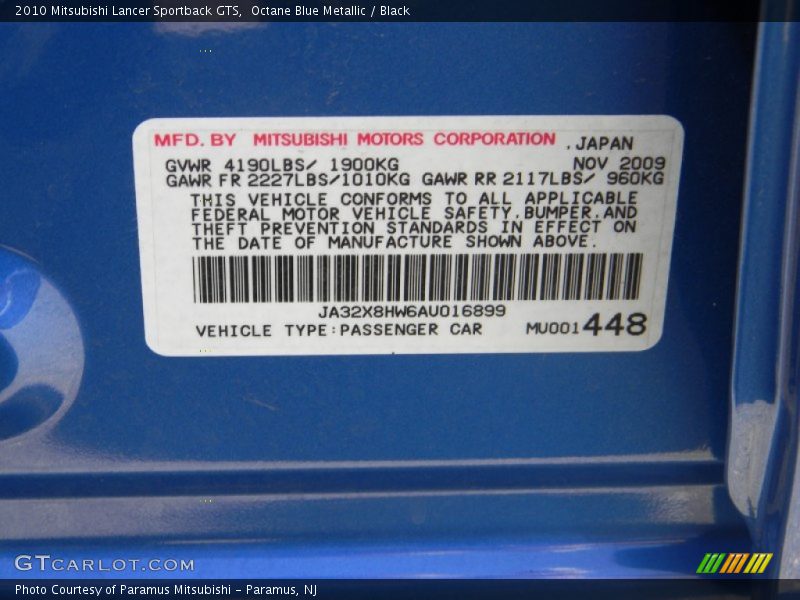 2010 Mitsubishi Lancer Sportback GTS,  Octane Blue Metallic / Black
MFD. BY MITSUBISHI MOTORS CORPORATION . JAPAN
GVWR 4190LBS/ 1900KG NOV 2009
GAWR FR 2227LBS/1010KG GAWR RR 2117LBS/ 960KG
THIS VEHICLE CONFORMS TO ALL APPLICABLE
FEDERAL MOTOR VEHICLE SAFETY.BUMPER.AND
THEFT PREVENTION STANDARDS IN EFFECT ON
THE DATE OF MANUFACTURE SHOWN ABOVE.
JA32X8HW6AU016899
VEHICLE TYPE:PASSENGER CAR MU001448
GTCARLOT.COM
Photo Courtesy of Paramus Mitsubishi - Paramus, NJ